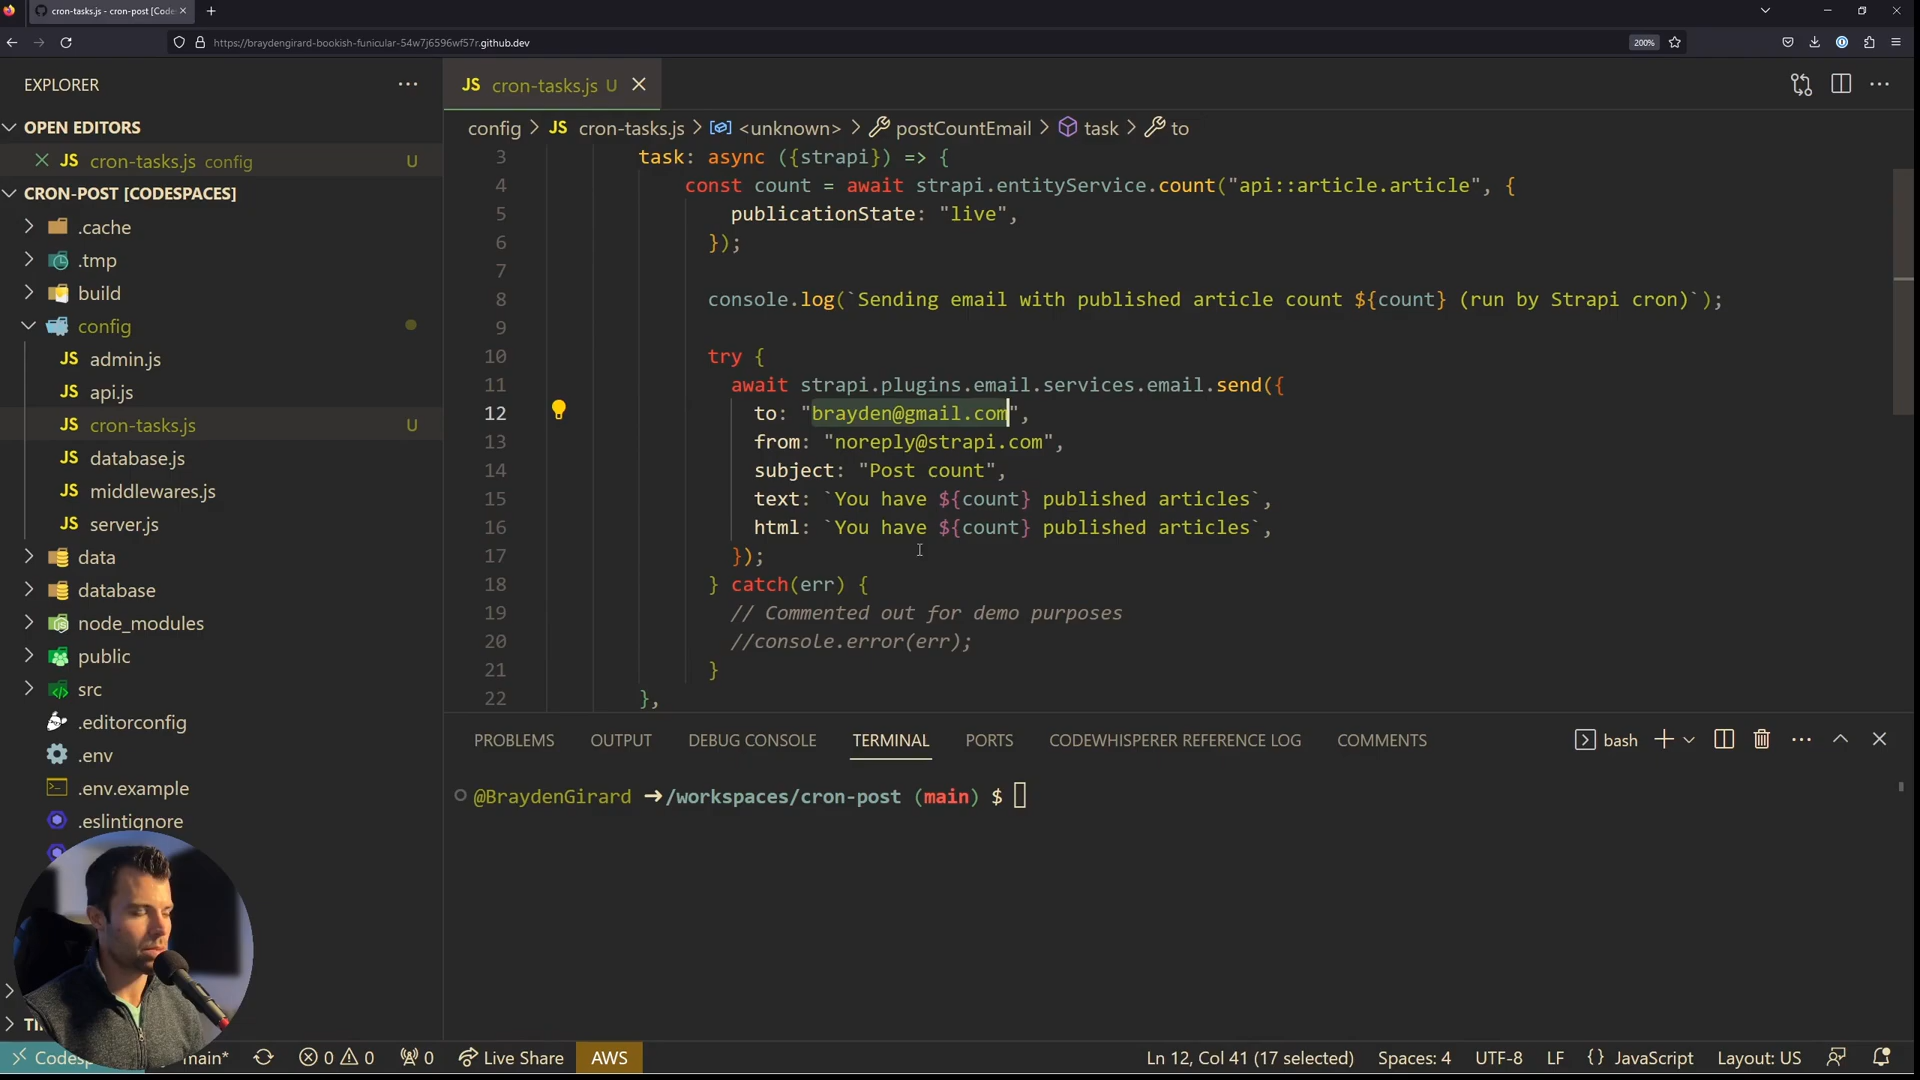 cron-tasks.js - cron-post [Code
https://braydengirard-bookish-funicular-54w7j6596wf57r.github.dev
200%
EXPLORER
OPEN EDITORS
JS cron-tasks.js config U
CRON-POST [CODESPACES]
.cache
.tmp
build
config
JS admin.js
JS api.js
JS cron-tasks.js U
JS database.js
JS middlewares.js
JS server.js
data
database
node_modules
public
src
.editorconfig
.env
.env.example
.eslintignore
JS cron-tasks.js U
config > JS cron-tasks.js > <unknown> > postCountEmail > task > to
3 task: async ({strapi}) => {
4 const count = await strapi.entityService.count("api::article.article", {
5 publicationState: "live",
6 });
7
8 console.log(`Sending email with published article count ${count} (run by Strapi cron)`);
9
10 try {
11 await strapi.plugins.email.services.email.send({
12 to: "brayden@gmail.com",
13 from: "noreply@strapi.com",
14 subject: "Post count",
15 text: `You have ${count} published articles`,
16 html: `You have ${count} published articles`,
17 });
18 } catch(err) {
19 // Commented out for demo purposes
20 //console.error(err);
21 }
22 },
PROBLEMS OUTPUT DEBUG CONSOLE TERMINAL PORTS CODEWHISPERER REFERENCE LOG COMMENTS bash
@BraydenGirard ➜/workspaces/cron-post (main) $
Codesp main* 0 0 0 Live Share AWS Ln 12, Col 41 (17 selected) Spaces: 4 UTF-8 LF {} JavaScript Layout: US